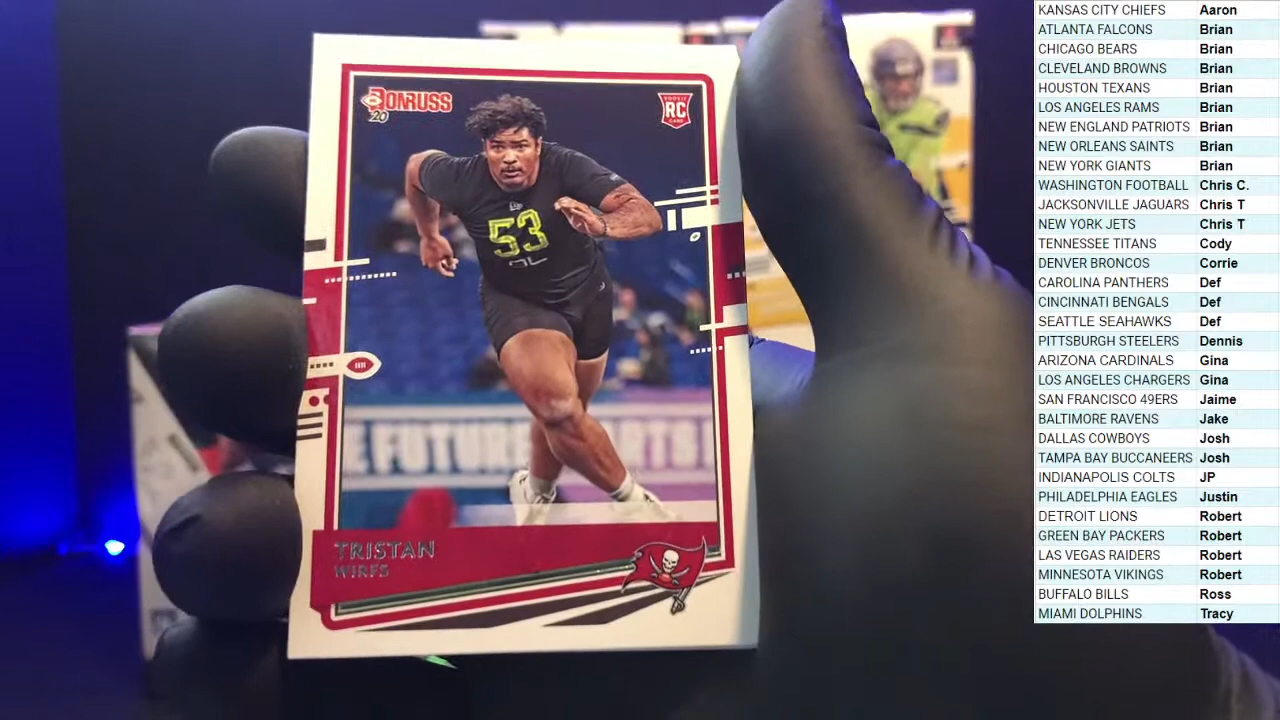 DONRUSS
20
ROOKIE
RC
CARD
53
OL
E FUTURE
TRISTAN
WIRFS
KANSAS CITY CHIEFS Aaron
ATLANTA FALCONS Brian
CHICAGO BEARS Brian
CLEVELAND BROWNS Brian
HOUSTON TEXANS Brian
LOS ANGELES RAMS Brian
NEW ENGLAND PATRIOTS Brian
NEW ORLEANS SAINTS Brian
NEW YORK GIANTS Brian
WASHINGTON FOOTBALL Chris C.
JACKSONVILLE JAGUARS Chris T
NEW YORK JETS Chris T
TENNESSEE TITANS Cody
DENVER BRONCOS Corrie
CAROLINA PANTHERS Def
CINCINNATI BENGALS Def
SEATTLE SEAHAWKS Def
PITTSBURGH STEELERS Dennis
ARIZONA CARDINALS Gina
LOS ANGELES CHARGERS Gina
SAN FRANCISCO 49ERS Jaime
BALTIMORE RAVENS Jake
DALLAS COWBOYS Josh
TAMPA BAY BUCCANEERS Josh
INDIANAPOLIS COLTS JP
PHILADELPHIA EAGLES Justin
DETROIT LIONS Robert
GREEN BAY PACKERS Robert
LAS VEGAS RAIDERS Robert
MINNESOTA VIKINGS Robert
BUFFALO BILLS Ross
MIAMI DOLPHINS Tracy